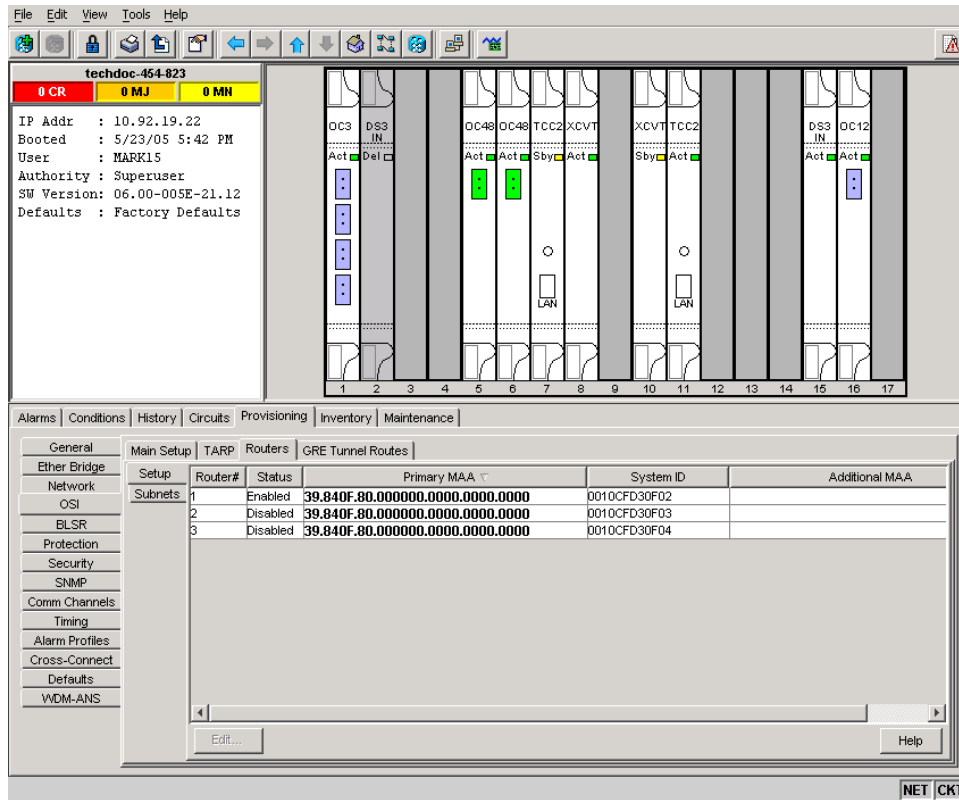 File Edit View Tools Help
techdoc-454-823
0 CR 0 MJ 0 MN
IP Addr : 10.92.19.22
Booted : 5/23/05 5:42 PM
User : MARK15
Authority : Superuser
SW Version: 06.00-005E-21.12
Defaults : Factory Defaults
OC3 DS3 IN OC48 OC48 TCC2 XCVT XCVT TCC2 DS3 IN OC12
Act Del Act Act Sby Act Sby Act Act Act
LAN LAN
1 2 3 4 5 6 7 8 9 10 11 12 13 14 15 16 17
Alarms Conditions History Circuits Provisioning Inventory Maintenance
General
Ether Bridge
Network
OSI
BLSR
Protection
Security
SNMP
Comm Channels
Timing
Alarm Profiles
Cross-Connect
Defaults
WDM-ANS
Main Setup TARP Routers GRE Tunnel Routes
Setup
Subnets
Router# Status Primary MAA System ID Additional MAA
1 Enabled 39.840F.80.000000.0000.0000.0000 0010CFD30F02
2 Disabled 39.840F.80.000000.0000.0000.0000 0010CFD30F03
3 Disabled 39.840F.80.000000.0000.0000.0000 0010CFD30F04
Edit... Help
NET CKT